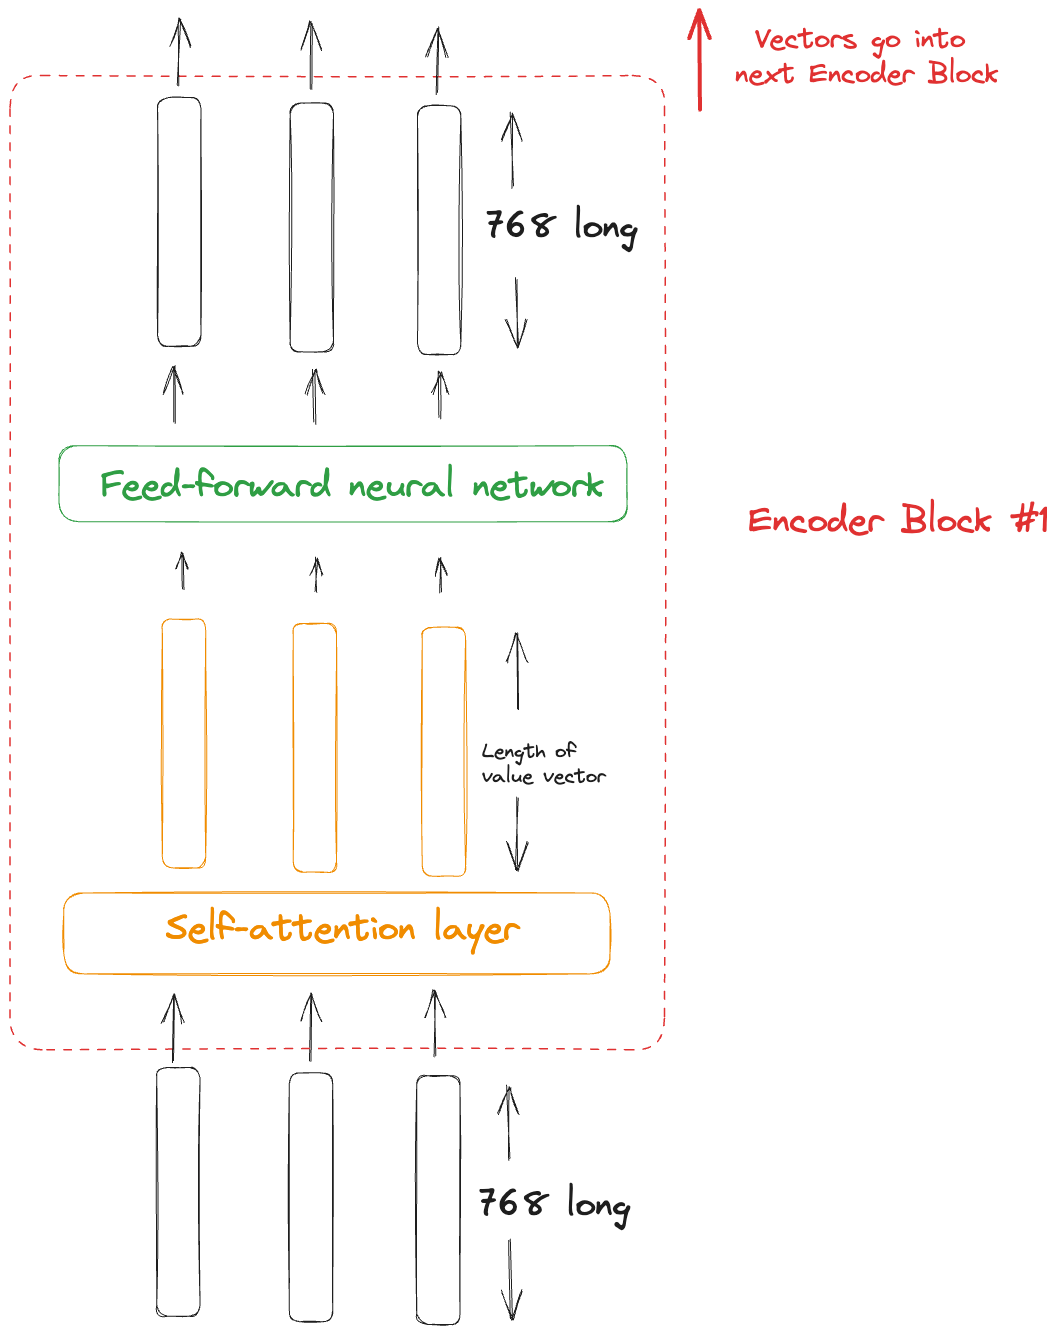 Vectors go into
next Encoder Block
768 long
Feed-forward neural network
Encoder Block #1
Length of
value vector
Self-attention layer
768 long